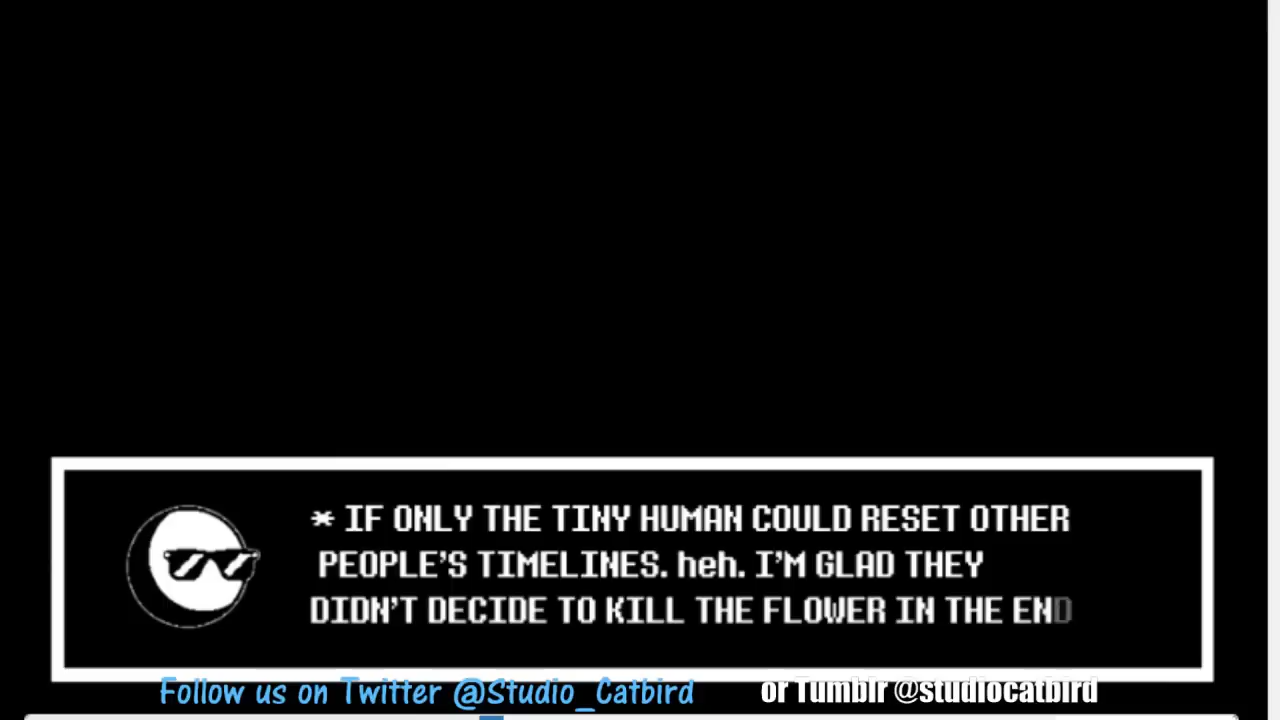 * IF ONLY THE TINY HUMAN COULD RESET OTHER
PEOPLE'S TIMELINES. heh. I'M GLAD THEY
DIDN'T DECIDE TO KILL THE FLOWER IN THE END
Follow us on Twitter @Studio_Catbird or Tumblr @studiocatbird